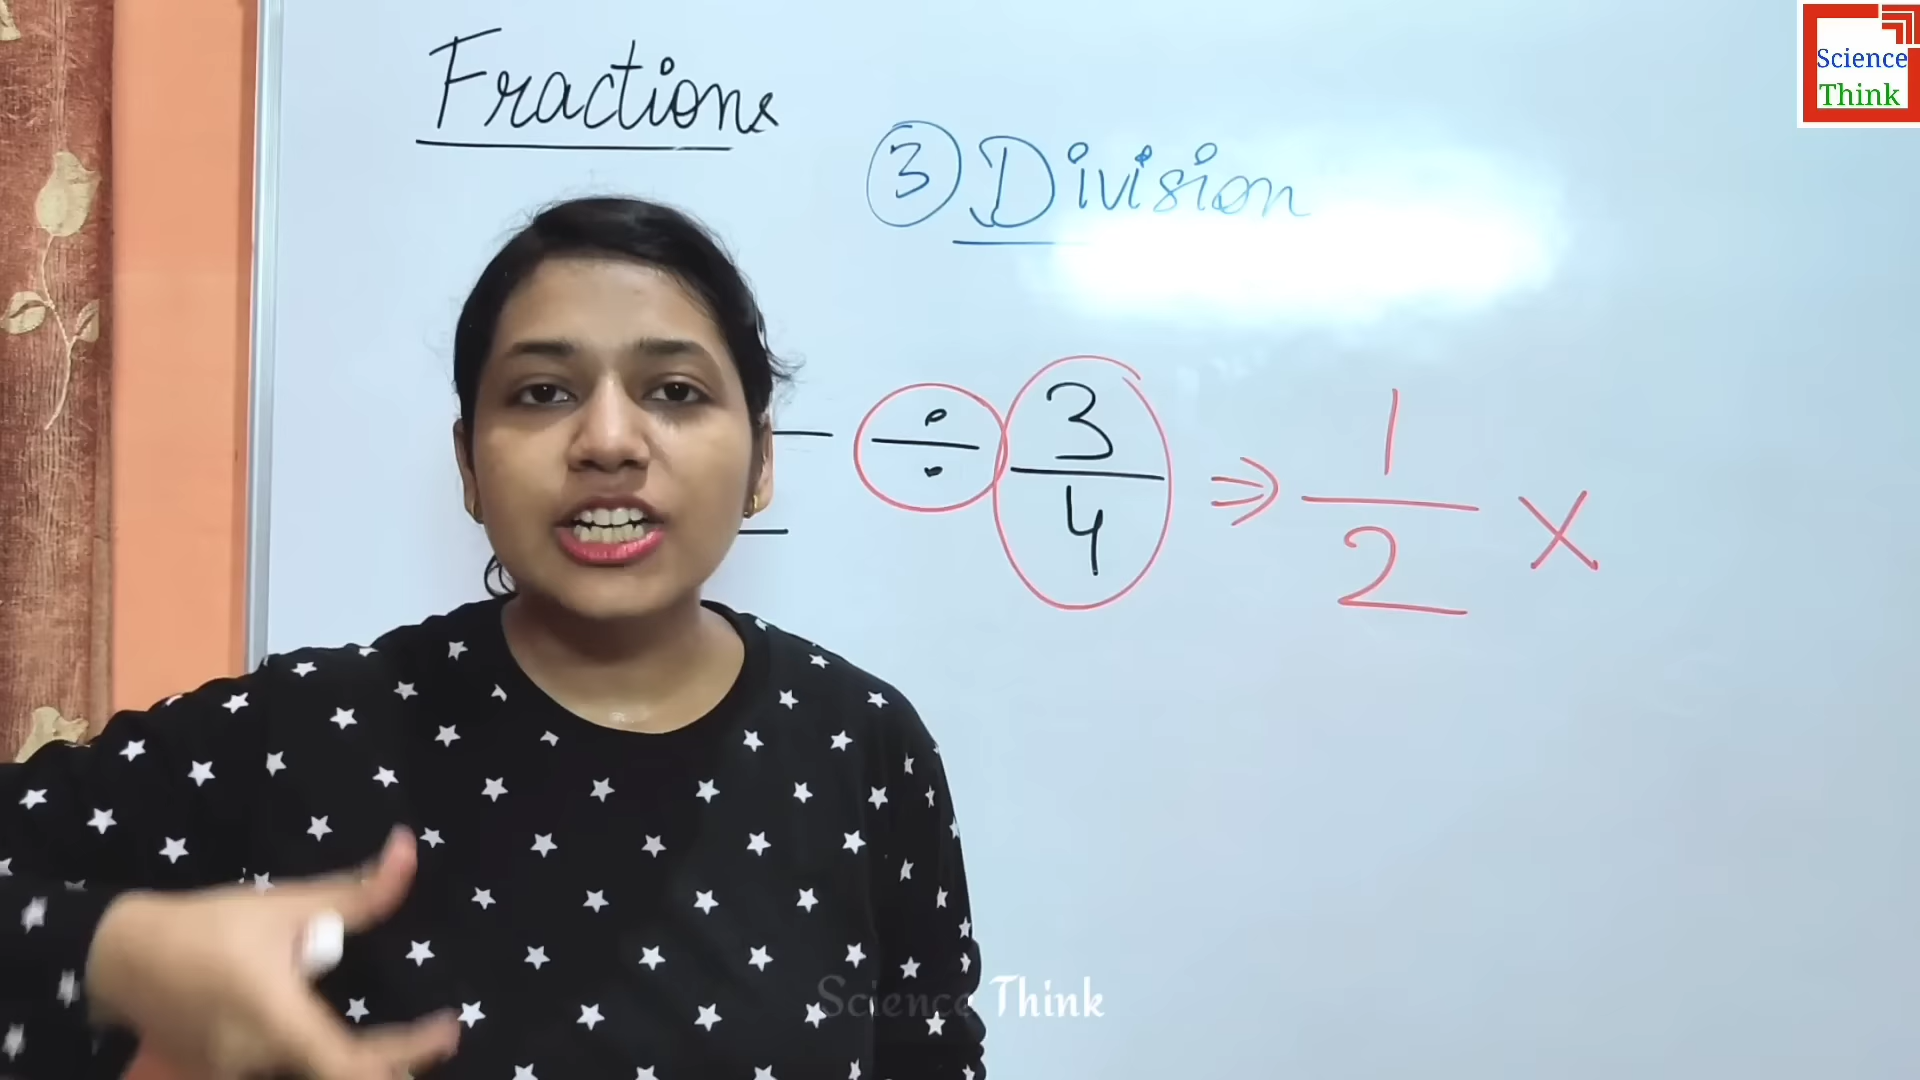 Fractions
③ Division
÷ 3/4 ⇒ 1/2 ×
Science
Think
Science Think